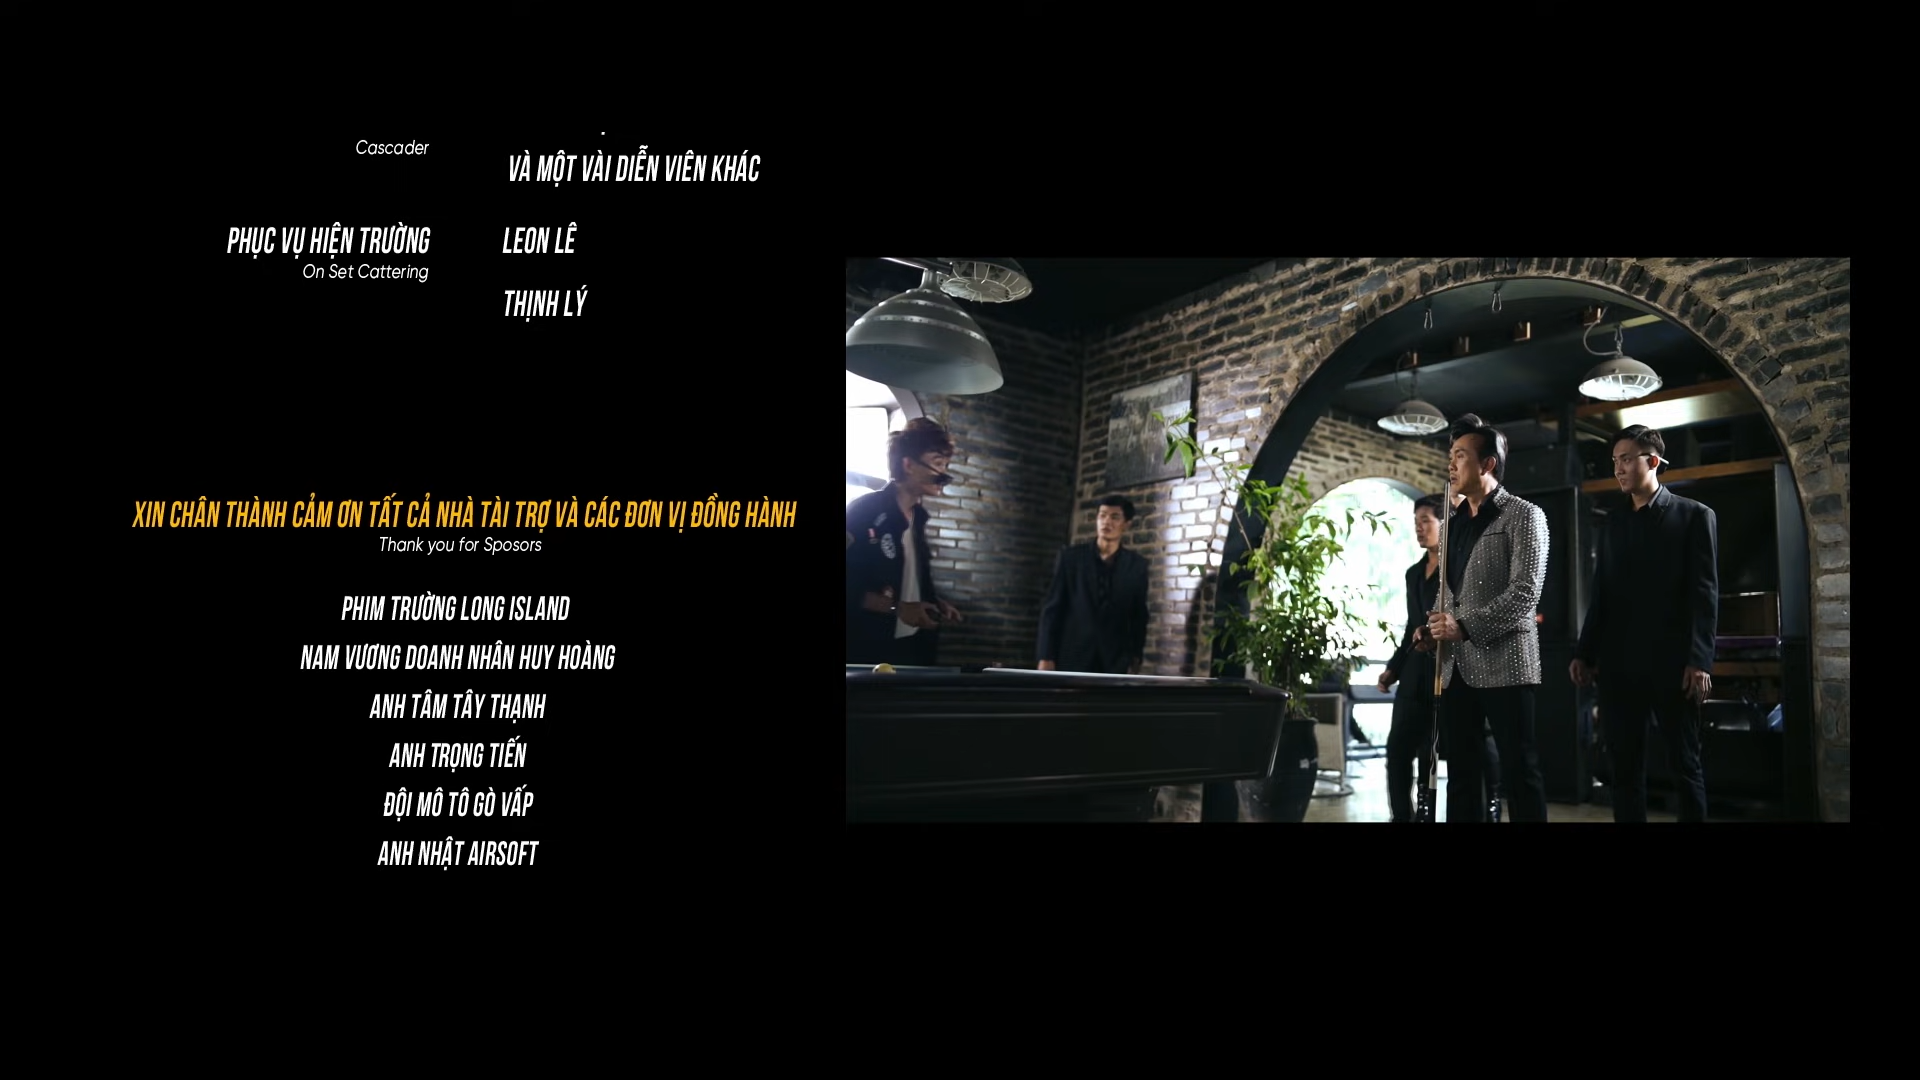 Cascader
VÀ MỘT VÀI DIỄN VIÊN KHÁC
PHỤC VỤ HIỆN TRƯỜNG
On Set Cattering
LEON LÊ
THỊNH LÝ
XIN CHÂN THÀNH CẢM ƠN TẤT CẢ NHÀ TÀI TRỢ VÀ CÁC ĐƠN VỊ ĐỒNG HÀNH
Thank you for Sposors
PHIM TRƯỜNG LONG ISLAND
NAM VƯƠNG DOANH NHÂN HUY HOÀNG
ANH TÂM TÂY THẠNH
ANH TRỌNG TIẾN
ĐỘI MÔ TÔ GÒ VẤP
ANH NHẬT AIRSOFT